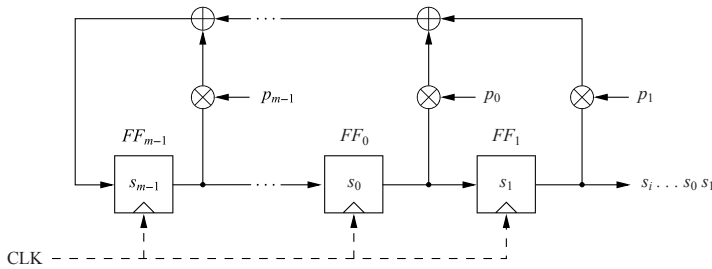 ...
p_{m-1} p_0 p_1
FF_{m-1} FF_0 FF_1
s_{m-1} ... s_0 s_1 s_i . . . s_0 s_1
CLK